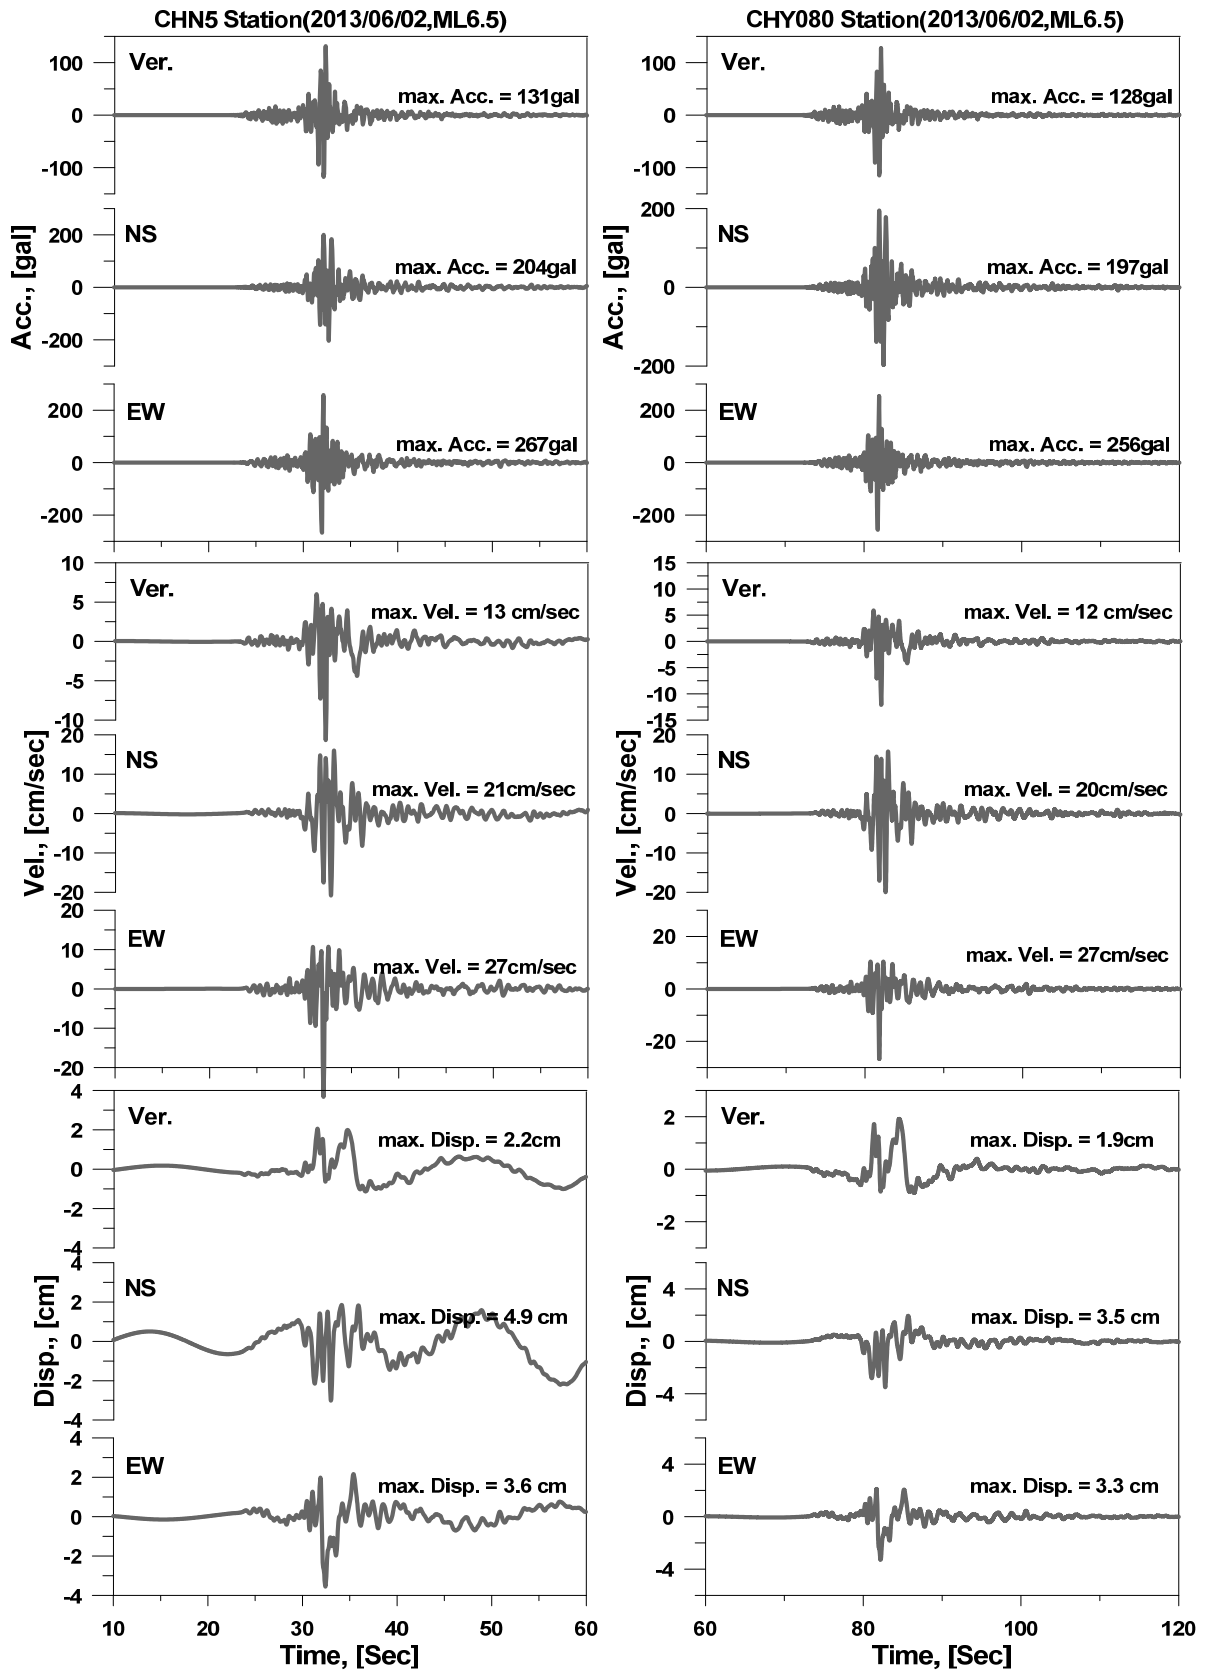 CHN5 Station(2013/06/02,ML6.5)
Acc., [gal]
Ver.
max. Acc. = 131gal
100
0
-100
NS
max. Acc. = 204gal
200
0
-200
EW
max. Acc. = 267gal
200
0
-200
Vel., [cm/sec]
Ver.
max. Vel. = 13 cm/sec
10
5
0
-5
-10
NS
max. Vel. = 21cm/sec
20
10
0
-10
-20
EW
max. Vel. = 27cm/sec
20
10
0
-10
-20
Disp., [cm]
Ver.
max. Disp. = 2.2cm
4
2
0
-2
-4
NS
max. Disp. = 4.9 cm
4
2
0
-2
-4
EW
max. Disp. = 3.6 cm
4
2
0
-2
-4
10 20 30 40 50 60
Time, [Sec]
CHY080 Station(2013/06/02,ML6.5)
Acc., [gal]
Ver.
max. Acc. = 128gal
100
0
-100
NS
max. Acc. = 197gal
200
0
-200
EW
max. Acc. = 256gal
200
0
-200
Vel., [cm/sec]
Ver.
max. Vel. = 12 cm/sec
15
10
5
0
-5
-10
-15
NS
max. Vel. = 20cm/sec
20
10
0
-10
-20
EW
max. Vel. = 27cm/sec
20
0
-20
Disp., [cm]
Ver.
max. Disp. = 1.9cm
2
0
-2
NS
max. Disp. = 3.5 cm
4
0
-4
EW
max. Disp. = 3.3 cm
4
0
-4
60 80 100 120
Time, [Sec]